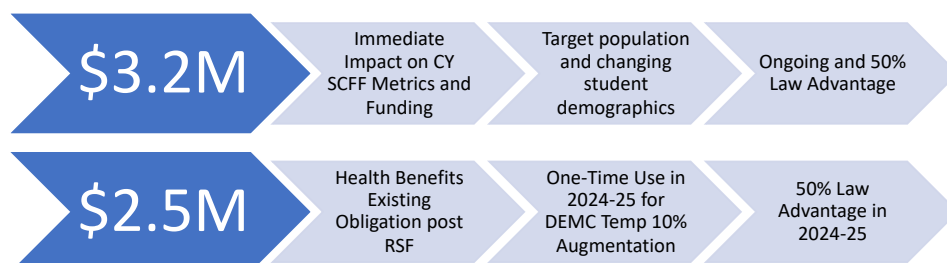 $3.2M
Immediate
Impact on CY
SCFF Metrics and
Funding
Target population
and changing
student
demographics
Ongoing and 50%
Law Advantage
$2.5M
Health Benefits
Existing
Obligation post
RSF
One-Time Use in
2024-25 for
DEMC Temp 10%
Augmentation
50% Law
Advantage in
2024-25